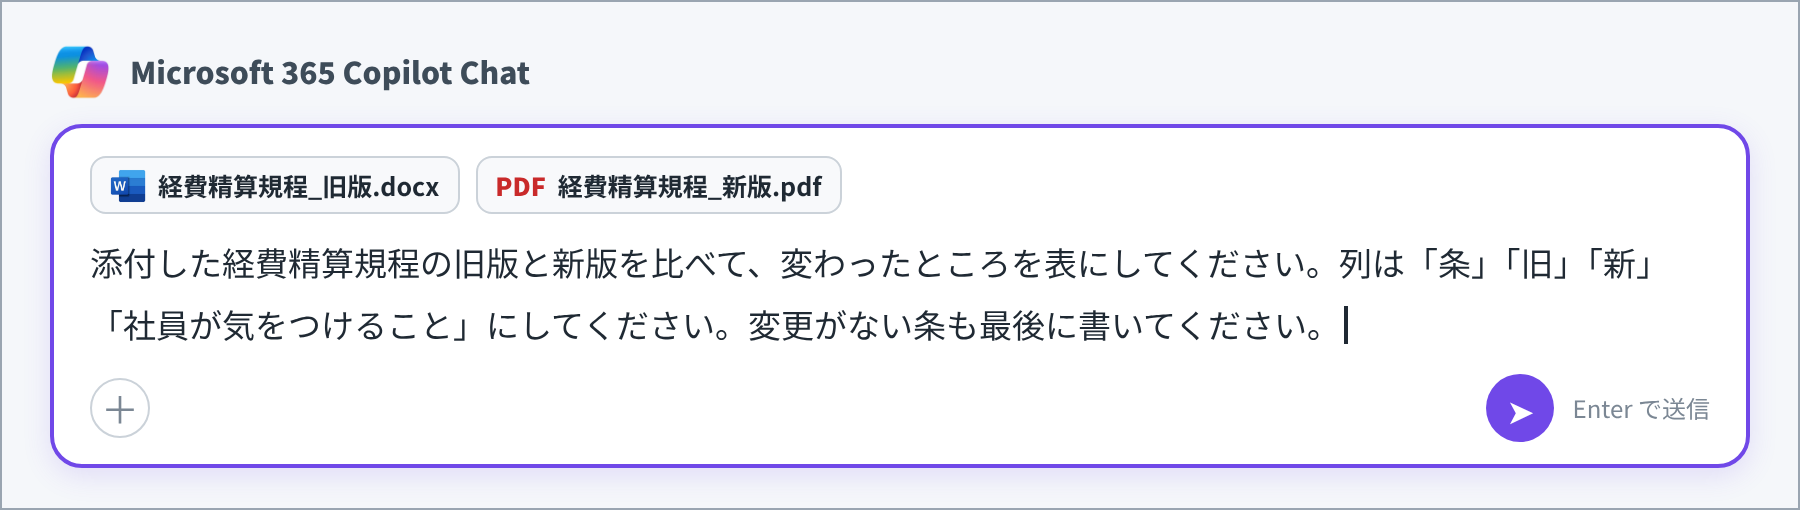 Microsoft 365 Copilot Chat
W 経費精算規程_旧版.docx
PDF 経費精算規程_新版.pdf
添付した経費精算規程の旧版と新版を比べて、変わったところを表にしてください。列は「条」「旧」「新」
「社員が気をつけること」にしてください。変更がない条も最後に書いてください。
Enter で送信